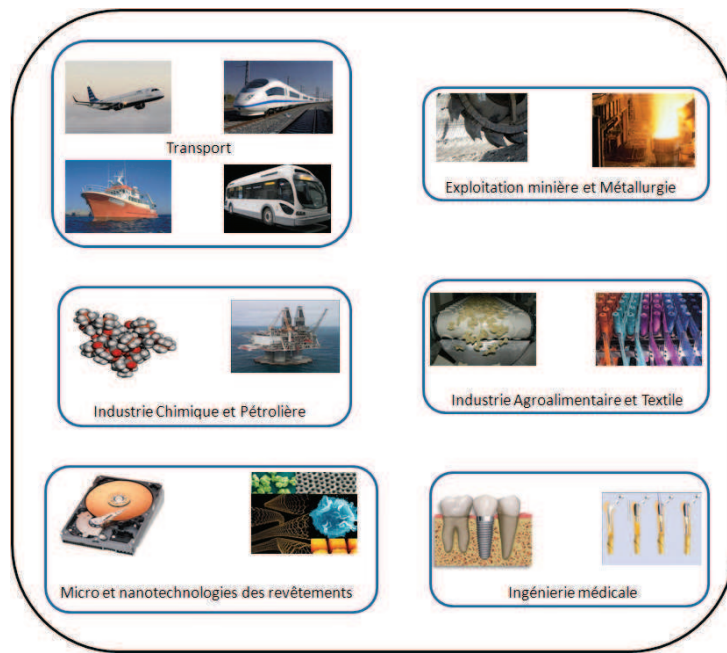 Transport
Exploitation minière et Métallurgie
Industrie Chimique et Pétrolière
Industrie Agroalimentaire et Textile
Micro et nanotechnologies des revêtements
Ingénierie médicale